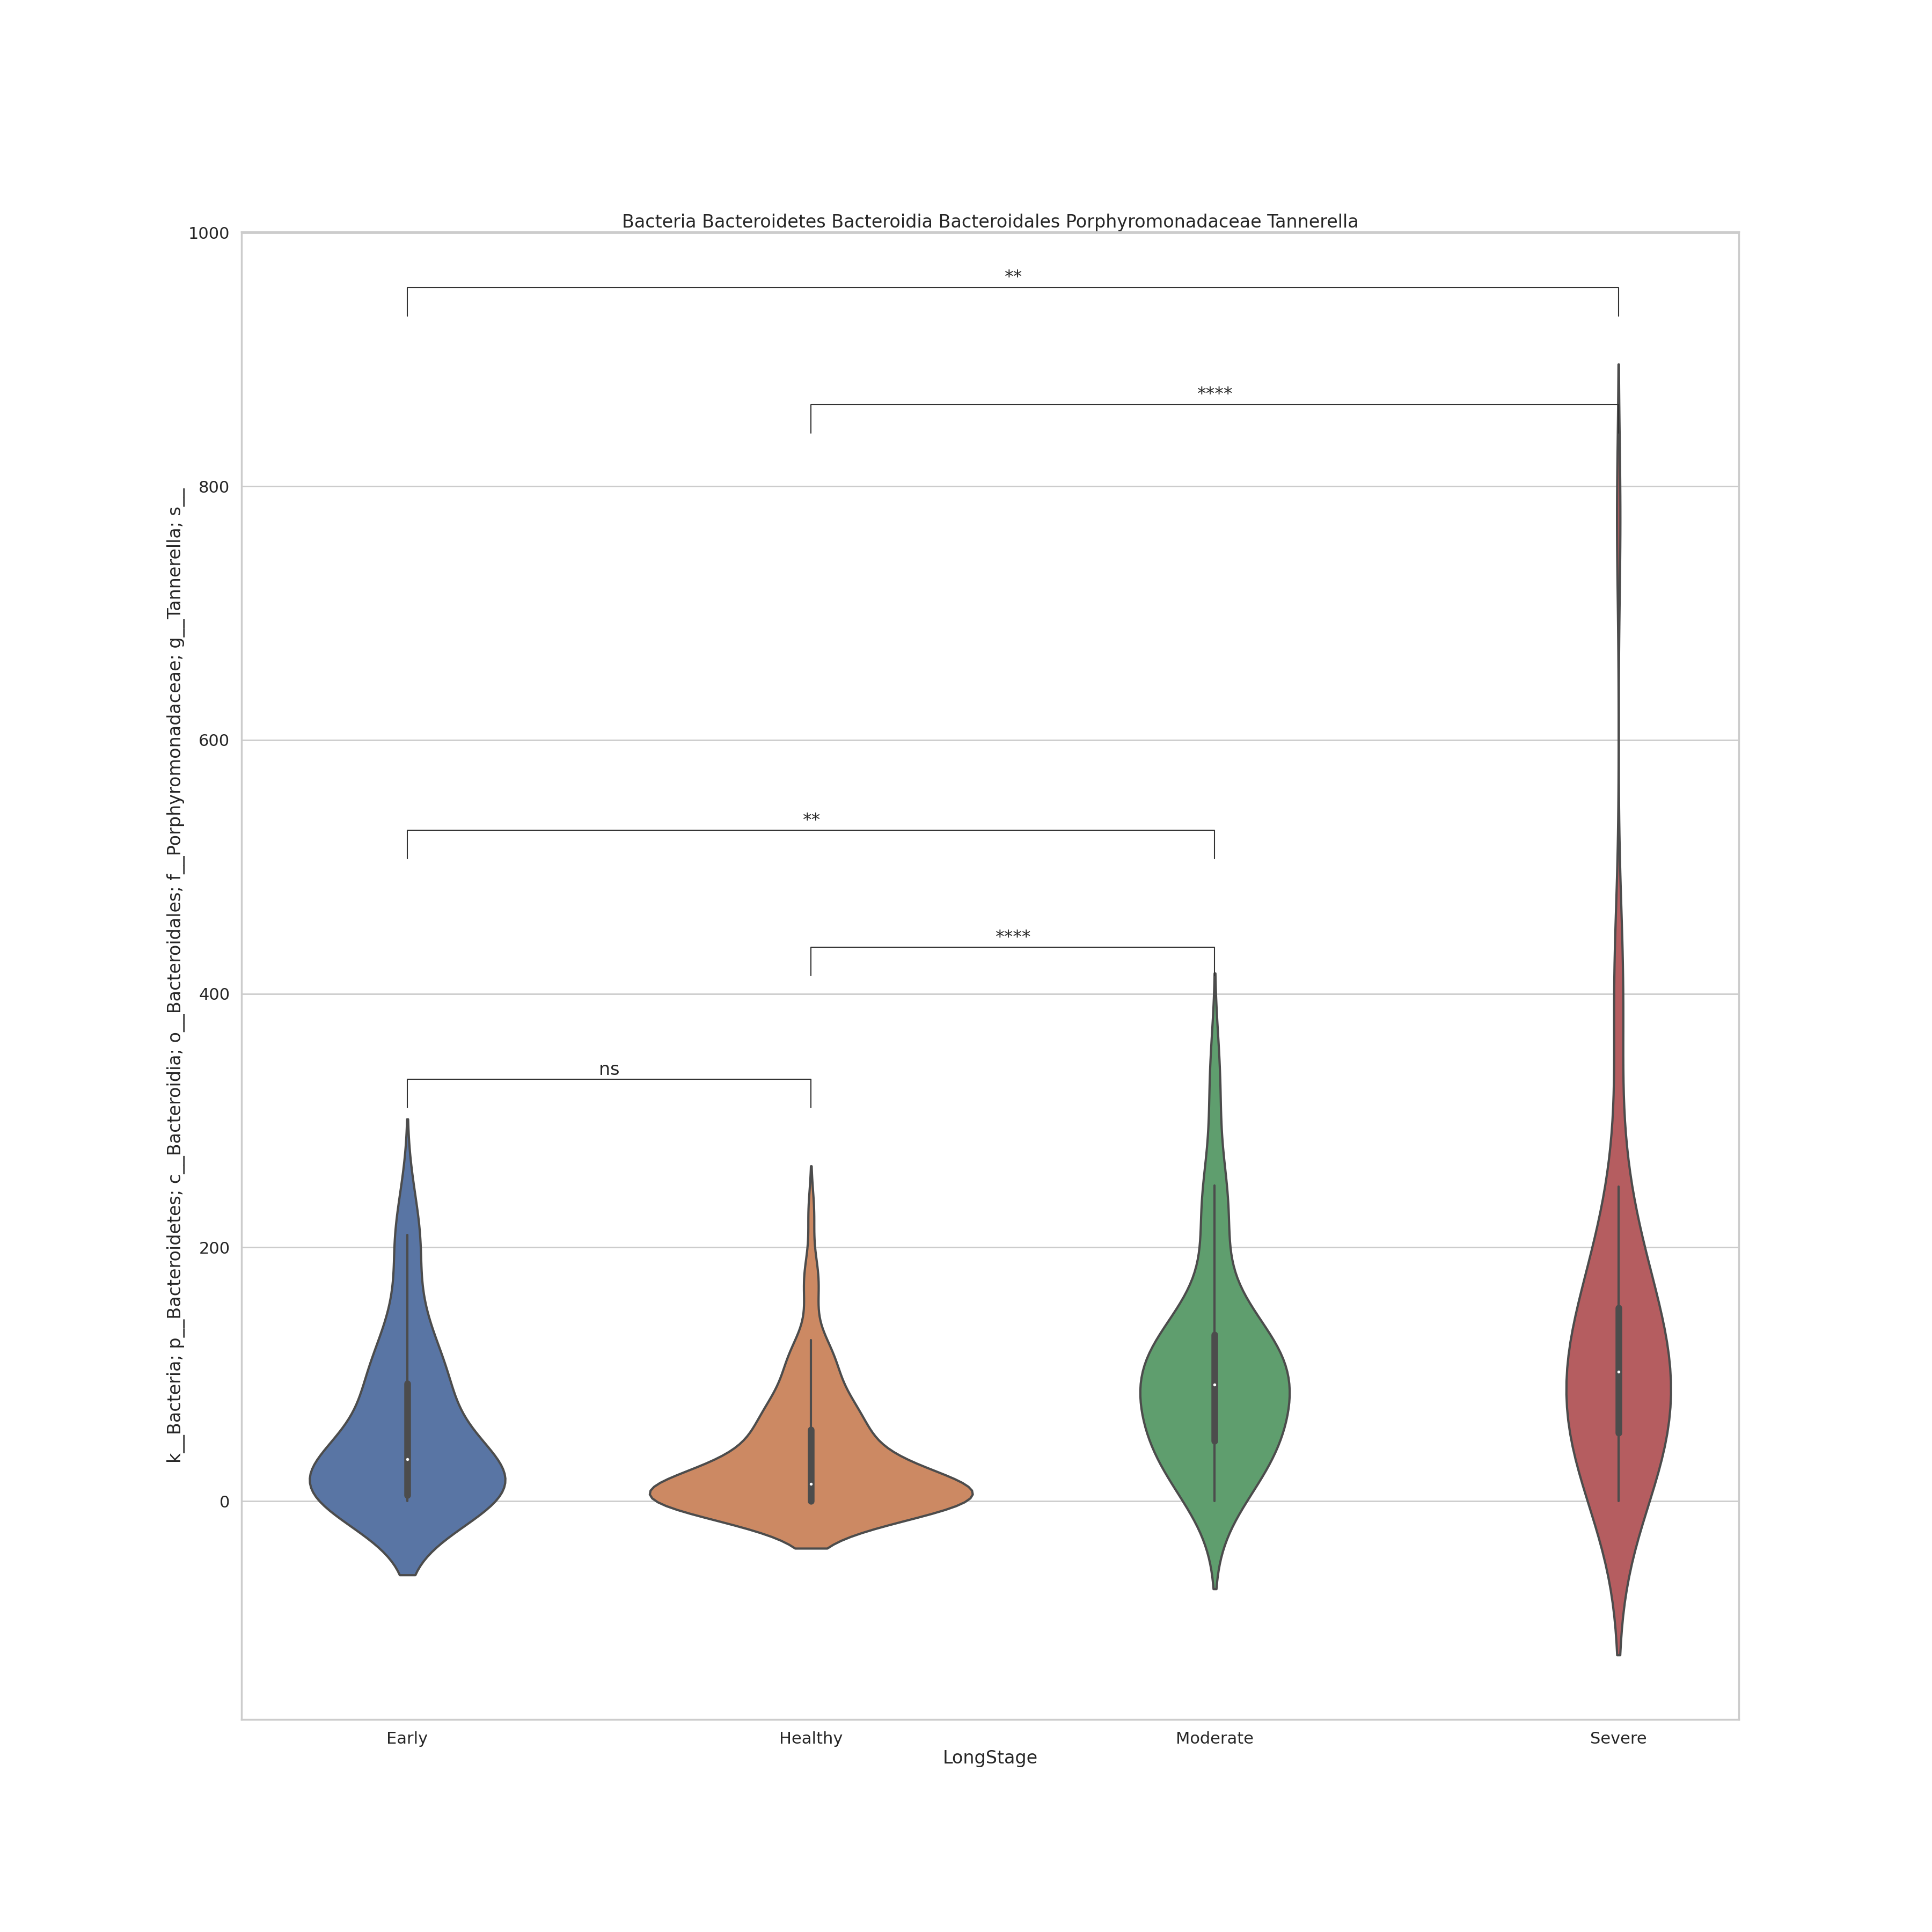 Bacteria Bacteroidetes Bacteroidia Bacteroidales Porphyromonadaceae Tannerella
k__Bacteria; p__Bacteroidetes; c__Bacteroidia; o__Bacteroidales; f__Porphyromonadaceae; g__Tannerella; s__
1000
800
600
400
200
0
**
****
**
****
ns
Early Healthy Moderate Severe
LongStage